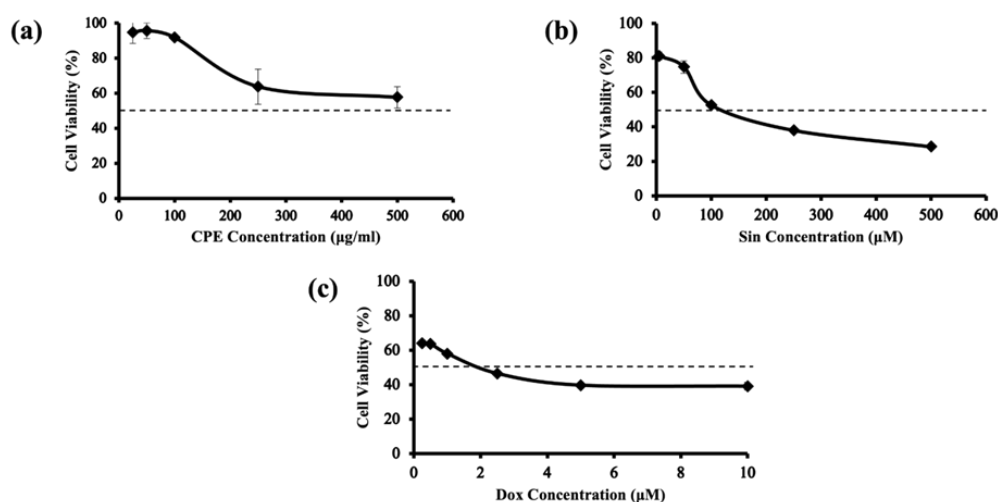 (a)
Cell Viability (%)
100
80
60
40
20
0
0 100 200 300 400 500 600
CPE Concentration (µg/ml)
(b)
Cell Viability (%)
100
80
60
40
20
0
0 100 200 300 400 500 600
Sin Concentration (µM)
(c)
Cell Viability (%)
100
80
60
40
20
0
0 2 4 6 8 10
Dox Concentration (µM)